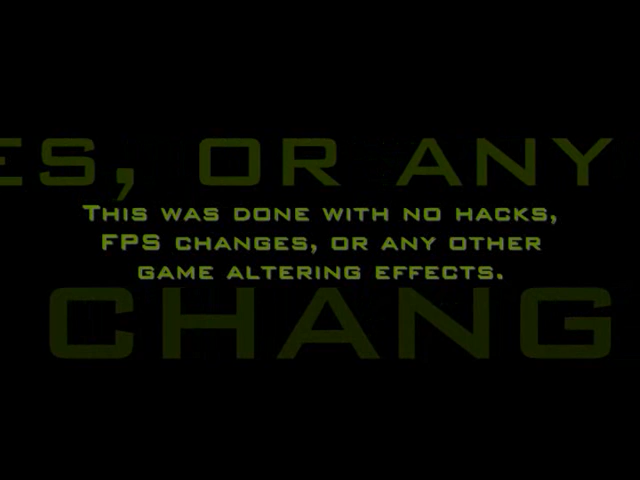 ES, OR ANY
THIS WAS DONE WITH NO HACKS,
FPS CHANGES, OR ANY OTHER
GAME ALTERING EFFECTS.
CHANG